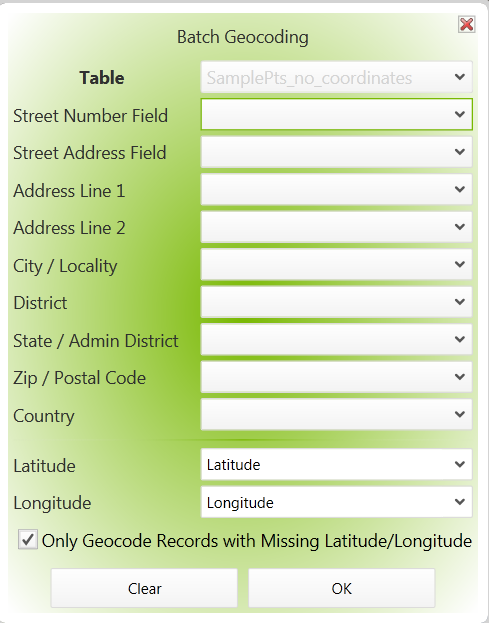 Batch Geocoding
Table SamplePts_no_coordinates
Street Number Field
Street Address Field
Address Line 1
Address Line 2
City / Locality
District
State / Admin District
Zip / Postal Code
Country
Latitude Latitude
Longitude Longitude
Only Geocode Records with Missing Latitude/Longitude
Clear OK